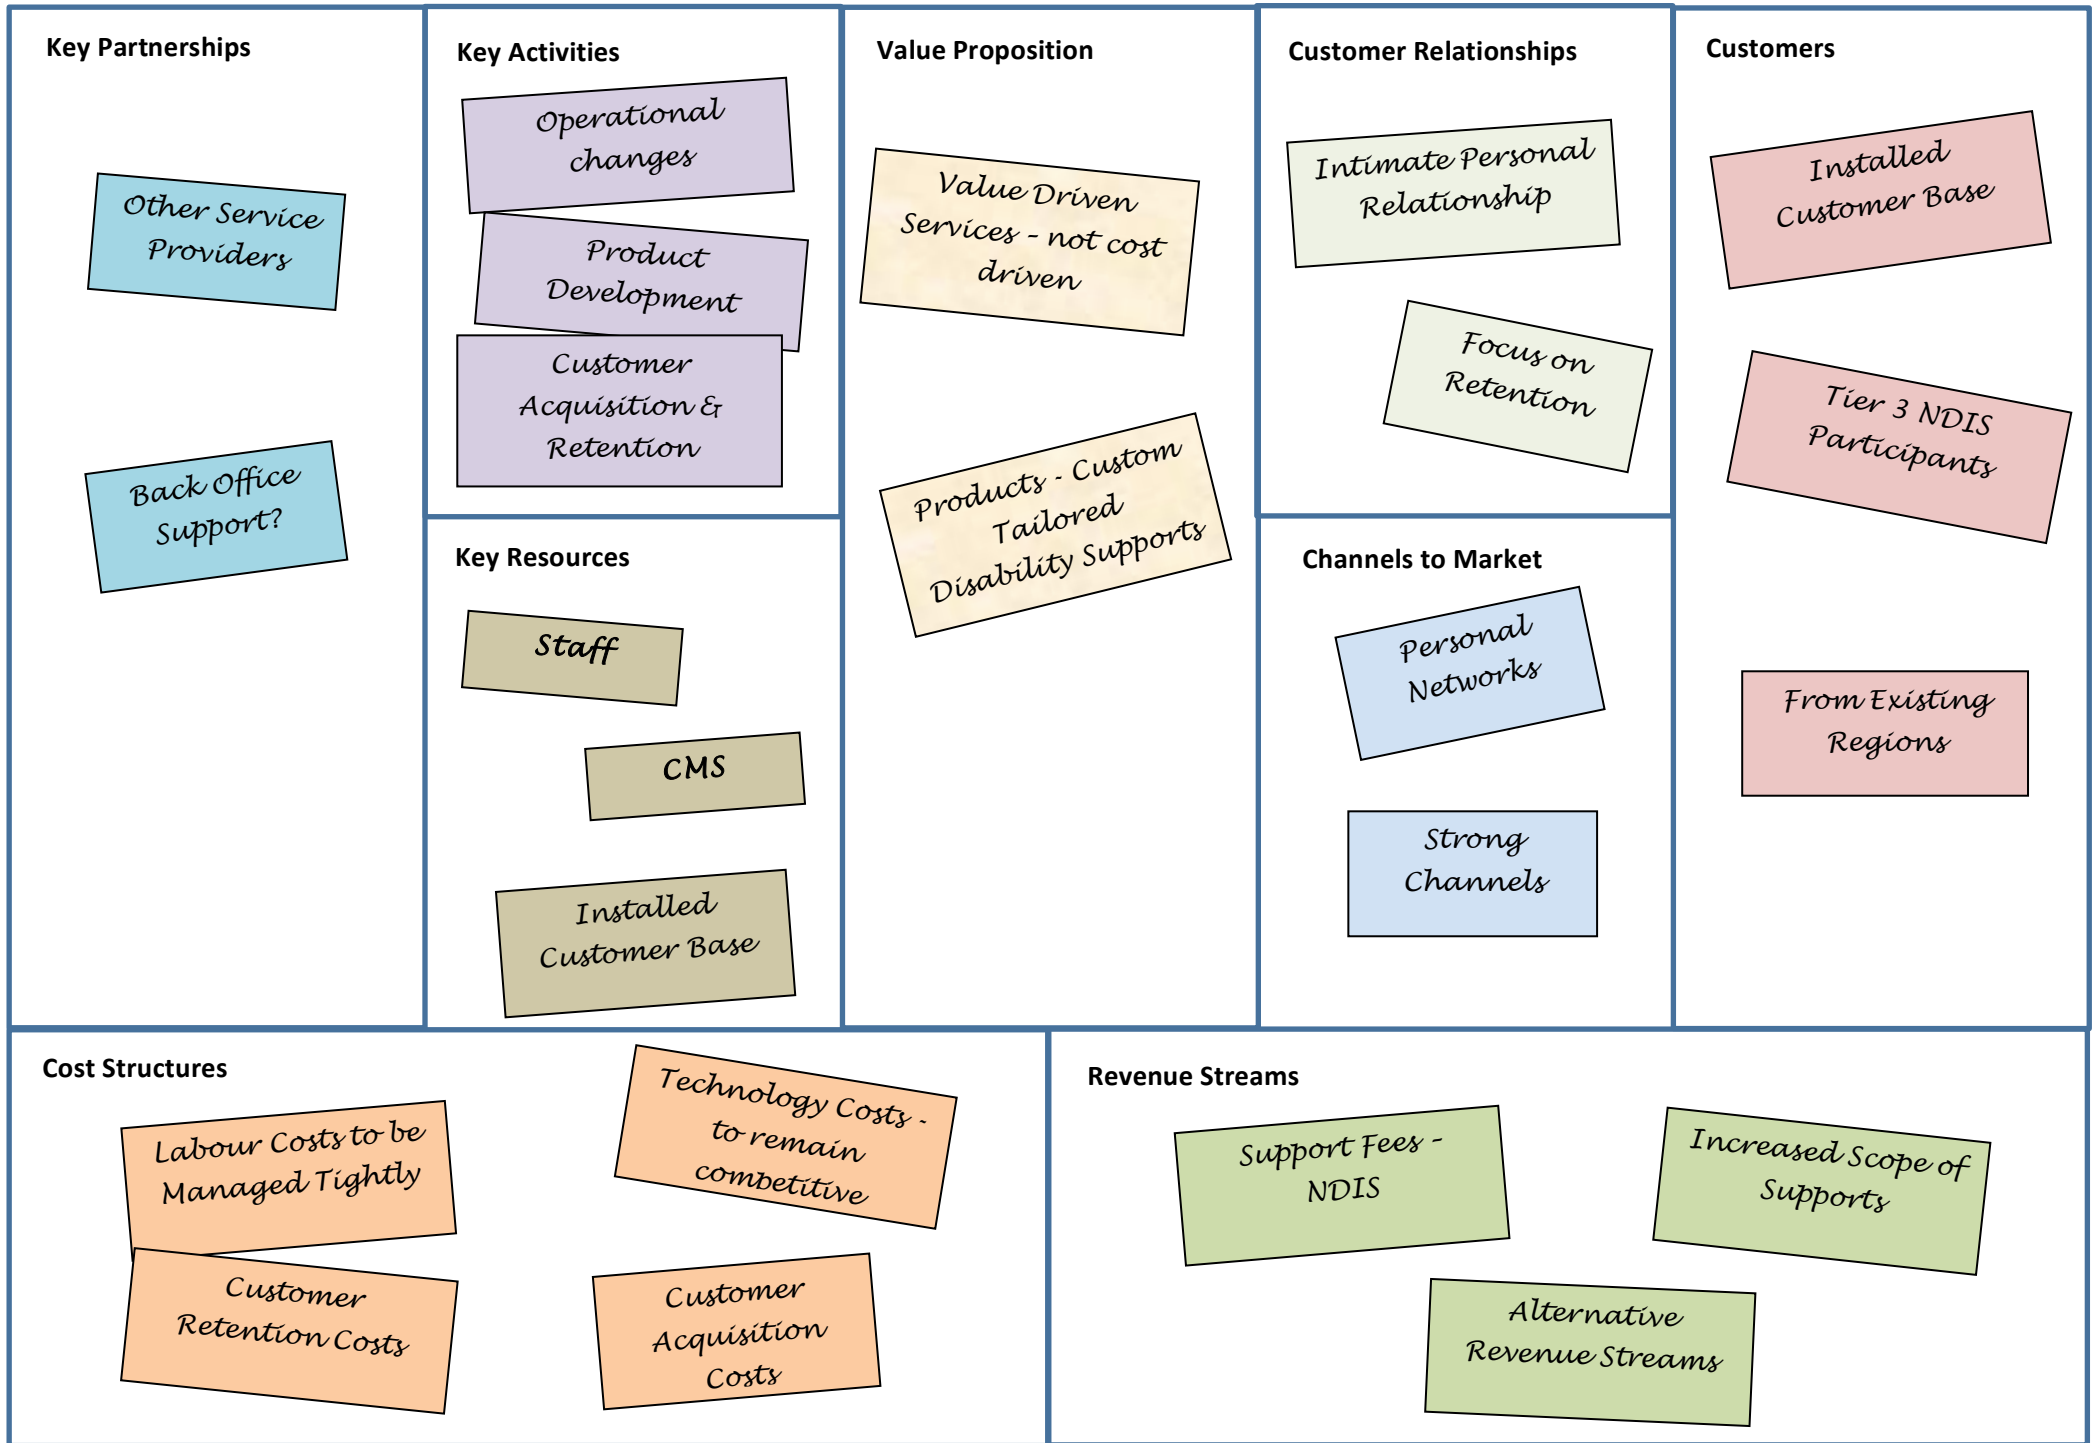 Key Partnerships
Other Service
Providers
Back Office
Support?
Key Activities
Operational
changes
Product
Development
Customer
Acquisition &
Retention
Key Resources
Staff
CMS
Installed
Customer Base
Value Proposition
Value Driven
Services – not cost
driven
Products - Custom
Tailored
Disability Supports
Customer Relationships
Intimate Personal
Relationship
Focus on
Retention
Channels to Market
Personal
Networks
Strong
Channels
Customers
Installed
Customer Base
Tier 3 NDIS
Participants
From Existing
Regions
Cost Structures
Labour Costs to be
Managed Tightly
Technology Costs -
to remain
competitive
Customer
Retention Costs
Customer
Acquisition
Costs
Revenue Streams
Support Fees –
NDIS
Increased Scope of
Supports
Alternative
Revenue Streams